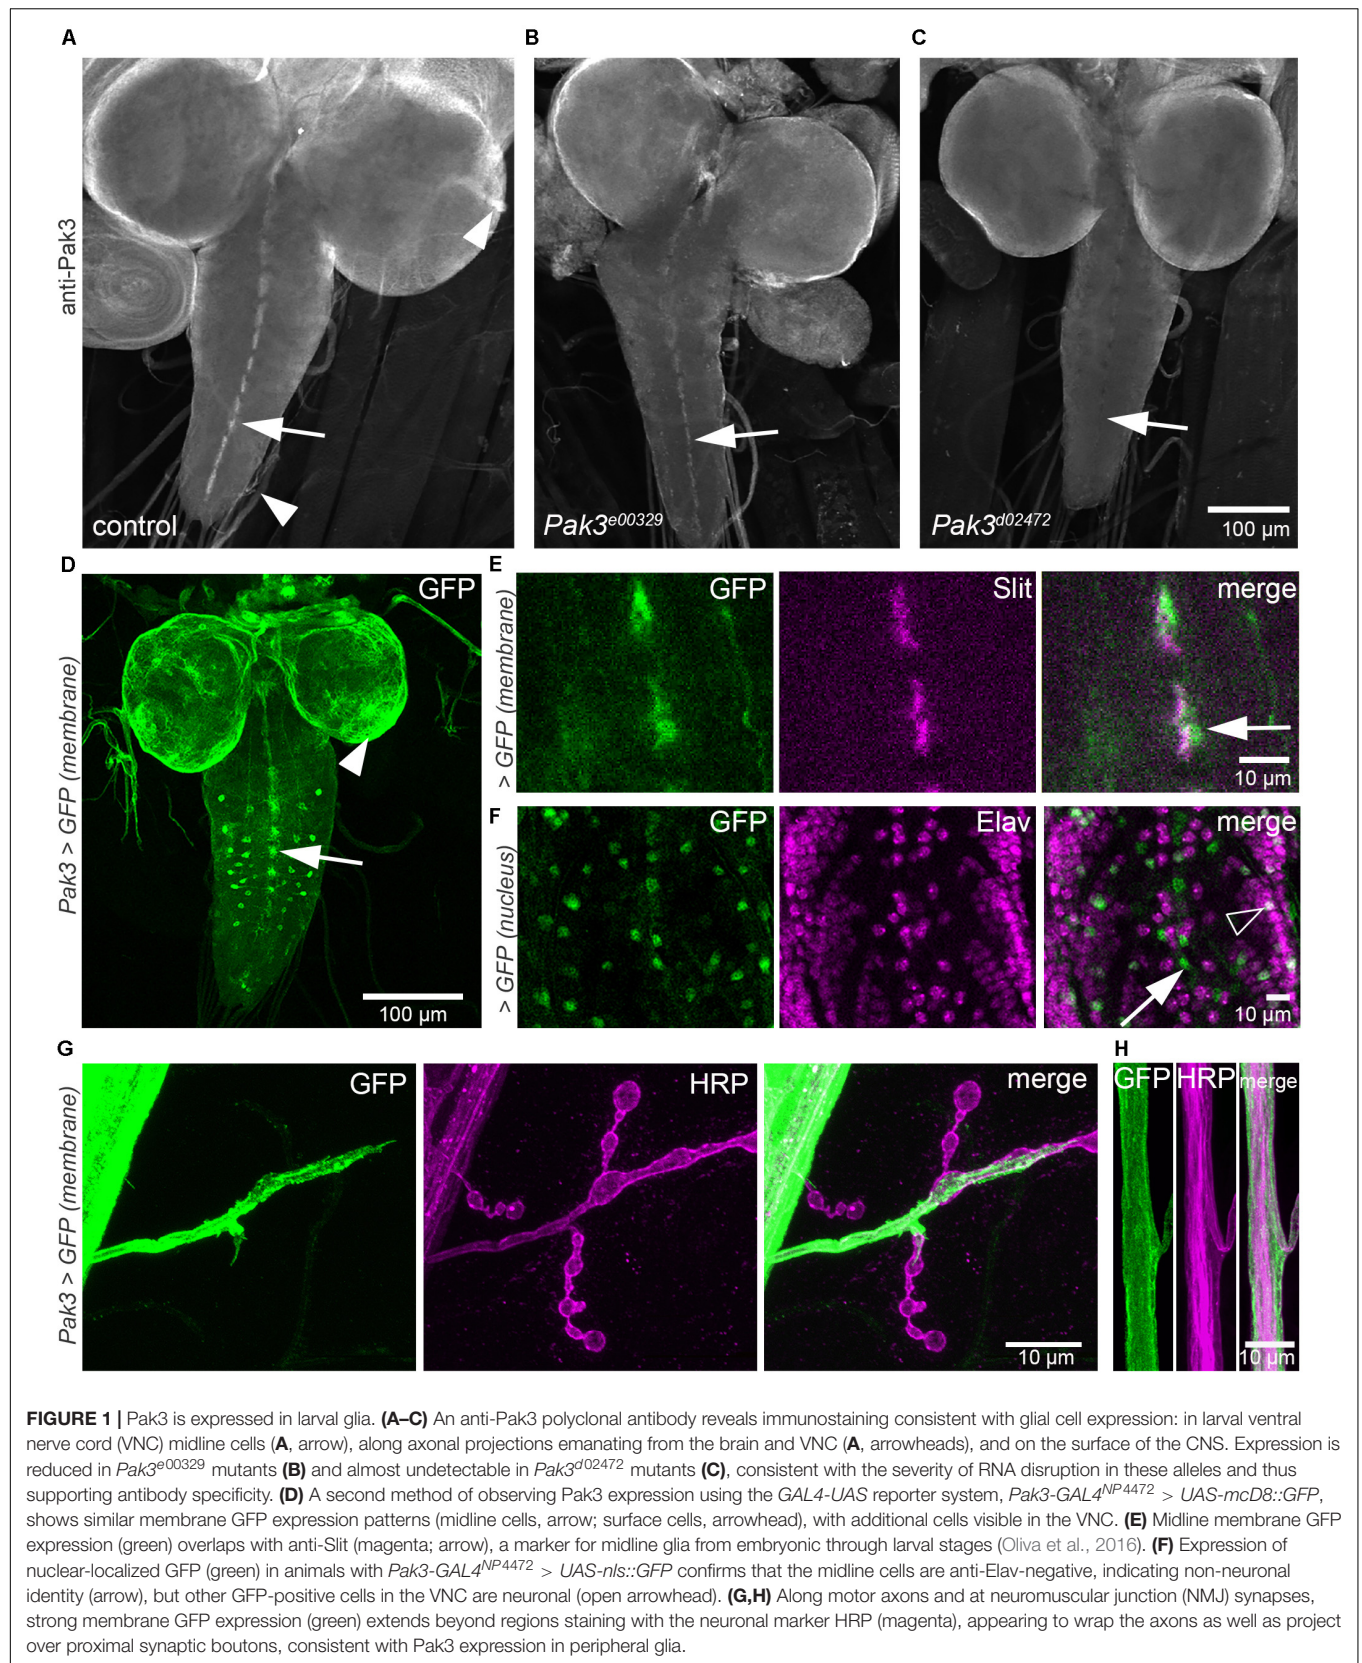 A
B
C
anti-Pak3
control
Pak3e00329
Pak3d02472
100 µm
D
Pak3 > GFP (membrane)
GFP
100 µm
E
> GFP (membrane)
GFP
Slit
merge
10 µm
F
> GFP (nucleus)
GFP
Elav
merge
10 µm
G
Pak3 > GFP (membrane)
GFP
HRP
merge
10 µm
H
GFP
HRP
merge
10 µm
FIGURE 1 | Pak3 is expressed in larval glia. (A–C) An anti-Pak3 polyclonal antibody reveals immunostaining consistent with glial cell expression: in larval ventral
nerve cord (VNC) midline cells (A, arrow), along axonal projections emanating from the brain and VNC (A, arrowheads), and on the surface of the CNS. Expression is
reduced in Pak3e00329 mutants (B) and almost undetectable in Pak3d02472 mutants (C), consistent with the severity of RNA disruption in these alleles and thus
supporting antibody specificity. (D) A second method of observing Pak3 expression using the GAL4-UAS reporter system, Pak3-GAL4NP4472 > UAS-mcD8::GFP,
shows similar membrane GFP expression patterns (midline cells, arrow; surface cells, arrowhead), with additional cells visible in the VNC. (E) Midline membrane GFP
expression (green) overlaps with anti-Slit (magenta; arrow), a marker for midline glia from embryonic through larval stages (Oliva et al., 2016). (F) Expression of
nuclear-localized GFP (green) in animals with Pak3-GAL4NP4472 > UAS-nls::GFP confirms that the midline cells are anti-Elav-negative, indicating non-neuronal
identity (arrow), but other GFP-positive cells in the VNC are neuronal (open arrowhead). (G,H) Along motor axons and at neuromuscular junction (NMJ) synapses,
strong membrane GFP expression (green) extends beyond regions staining with the neuronal marker HRP (magenta), appearing to wrap the axons as well as project
over proximal synaptic boutons, consistent with Pak3 expression in peripheral glia.